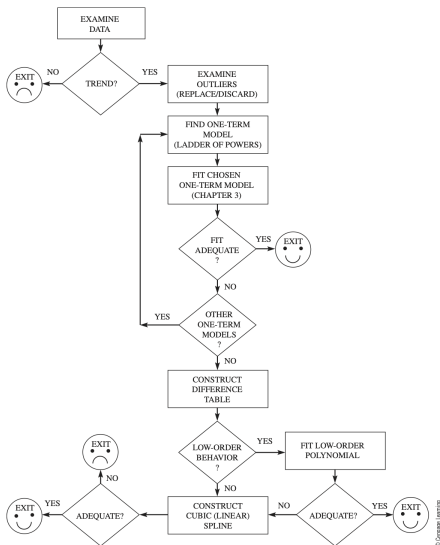 EXAMINE
DATA
EXIT
NO
TREND?
YES
EXAMINE
OUTLIERS
(REPLACE/DISCARD)
FIND ONE-TERM
MODEL
(LADDER OF POWERS)
FIT CHOSEN
ONE-TERM MODEL
(CHAPTER 3)
FIT
ADEQUATE
?
YES
EXIT
NO
YES
OTHER
ONE-TERM
MODELS
?
NO
CONSTRUCT
DIFFERENCE
TABLE
LOW-ORDER
BEHAVIOR
?
YES
FIT LOW-ORDER
POLYNOMIAL
NO
EXIT
NO
EXIT
YES
ADEQUATE?
CONSTRUCT
CUBIC (LINEAR)
SPLINE
NO
ADEQUATE?
YES
EXIT
© Cengage Learning